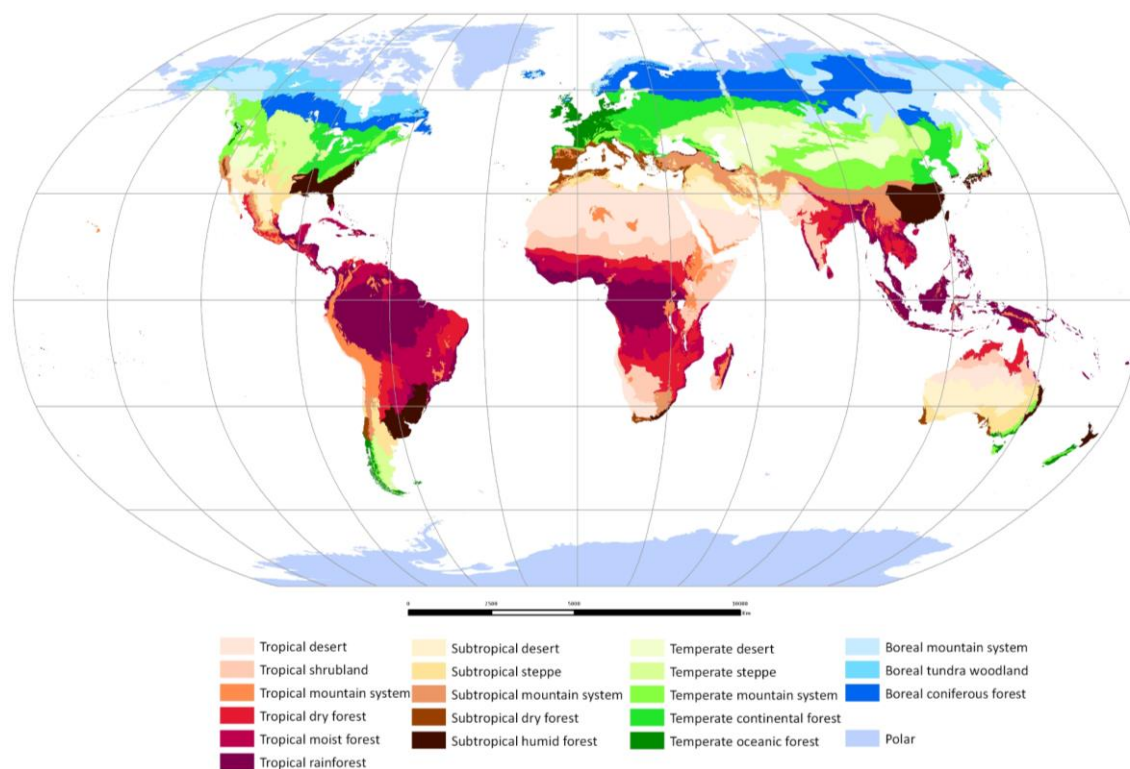 0 2500 5000 10000
Km
Tropical desert
Tropical shrubland
Tropical mountain system
Tropical dry forest
Tropical moist forest
Tropical rainforest
Subtropical desert
Subtropical steppe
Subtropical mountain system
Subtropical dry forest
Subtropical humid forest
Temperate desert
Temperate steppe
Temperate mountain system
Temperate continental forest
Temperate oceanic forest
Boreal mountain system
Boreal tundra woodland
Boreal coniferous forest
Polar